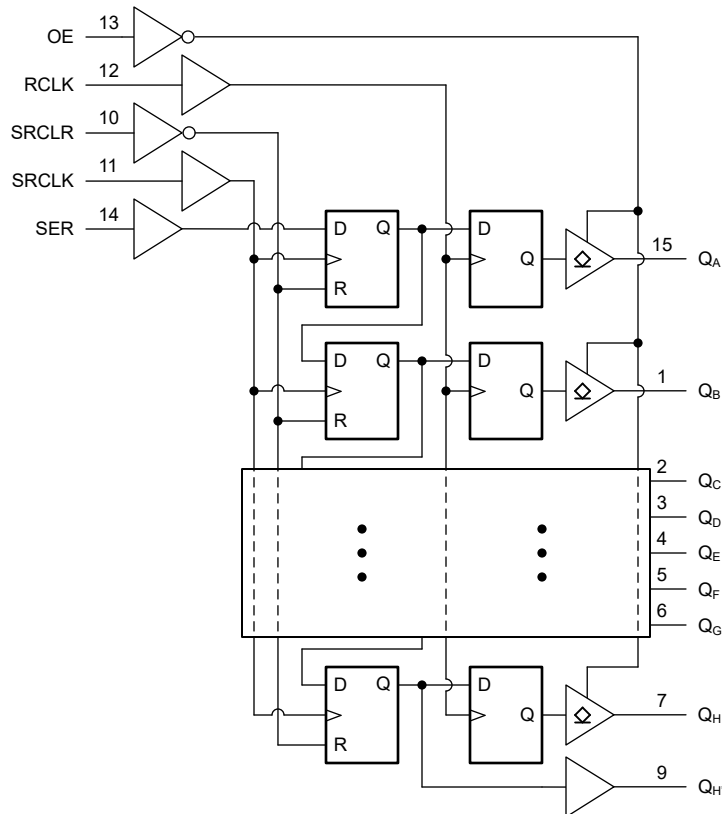 OE 13
RCLK 12
SRCLR 10
SRCLK 11
SER 14
D Q D
R Q 15 QA
D Q D
R Q 1 QB
2 QC
3 QD
4 QE
5 QF
6 QG
D Q D
R Q 7 QH
9 QH'